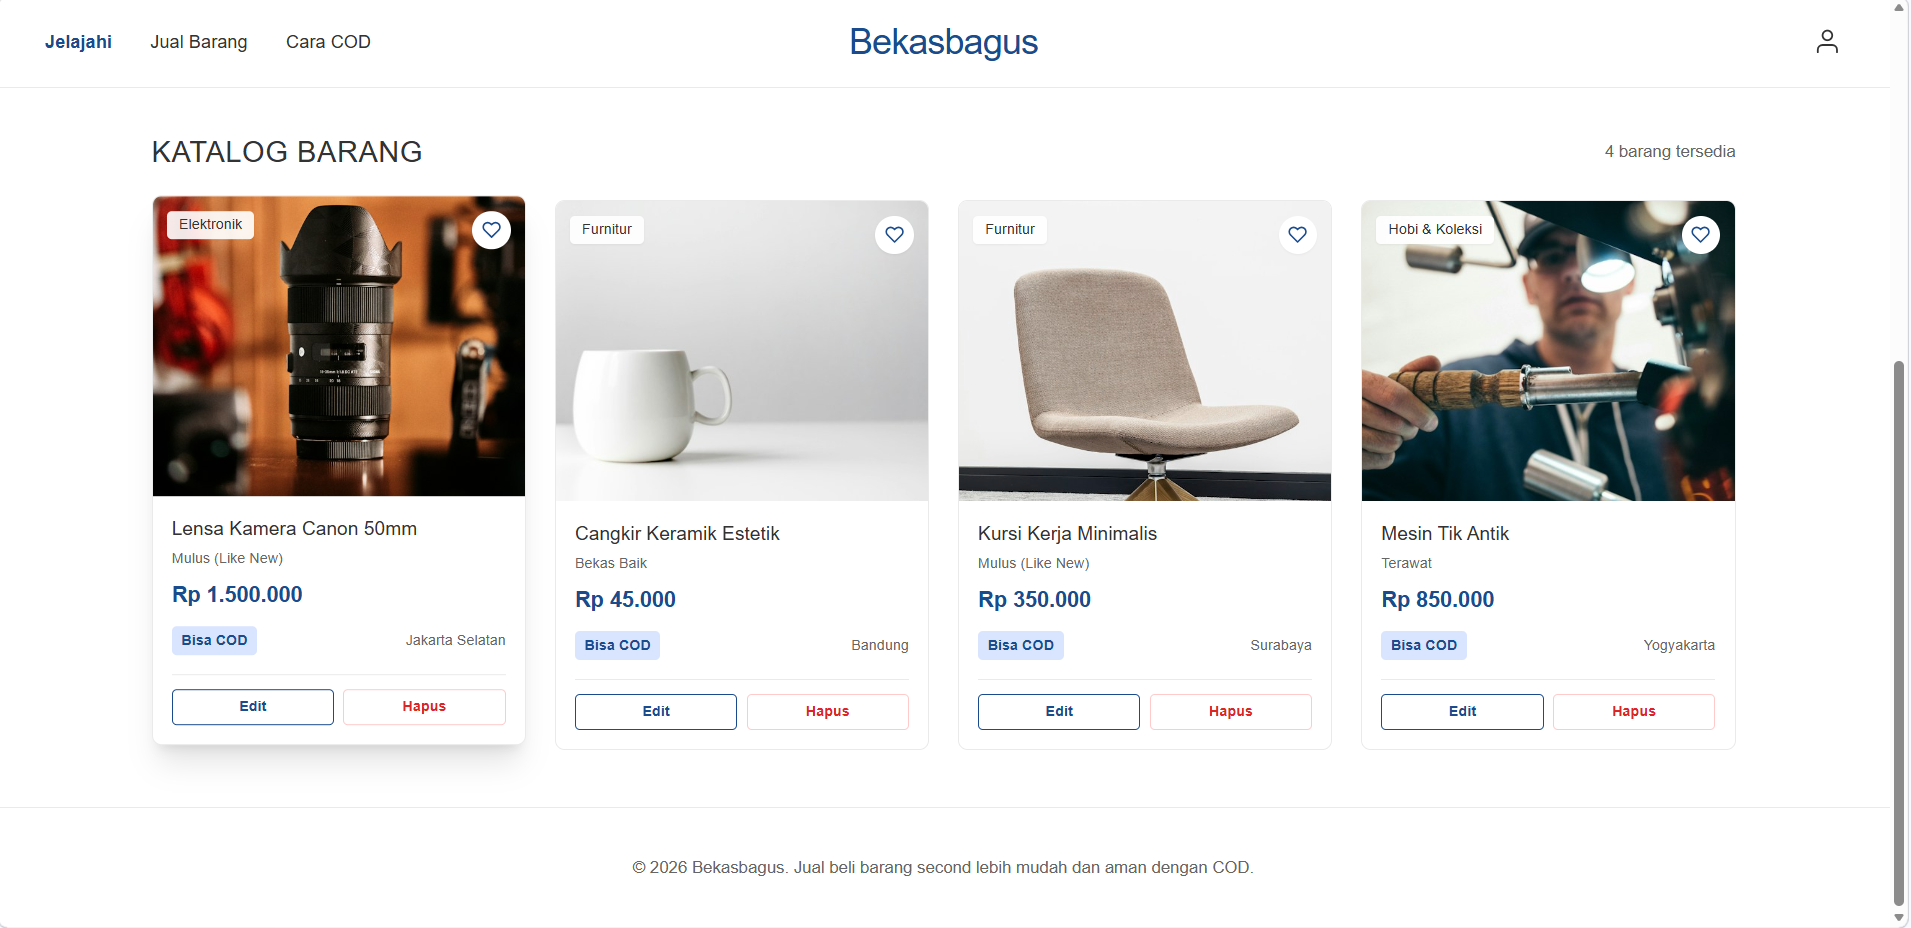 Jelajahi Jual Barang Cara COD Bekasbagus
KATALOG BARANG 4 barang tersedia
Elektronik
Lensa Kamera Canon 50mm
Mulus (Like New)
Rp 1.500.000
Bisa COD Jakarta Selatan
Edit Hapus
Furnitur
Cangkir Keramik Estetik
Bekas Baik
Rp 45.000
Bisa COD Bandung
Edit Hapus
Furnitur
Kursi Kerja Minimalis
Mulus (Like New)
Rp 350.000
Bisa COD Surabaya
Edit Hapus
Hobi & Koleksi
Mesin Tik Antik
Terawat
Rp 850.000
Bisa COD Yogyakarta
Edit Hapus
© 2026 Bekasbagus. Jual beli barang second lebih mudah dan aman dengan COD.